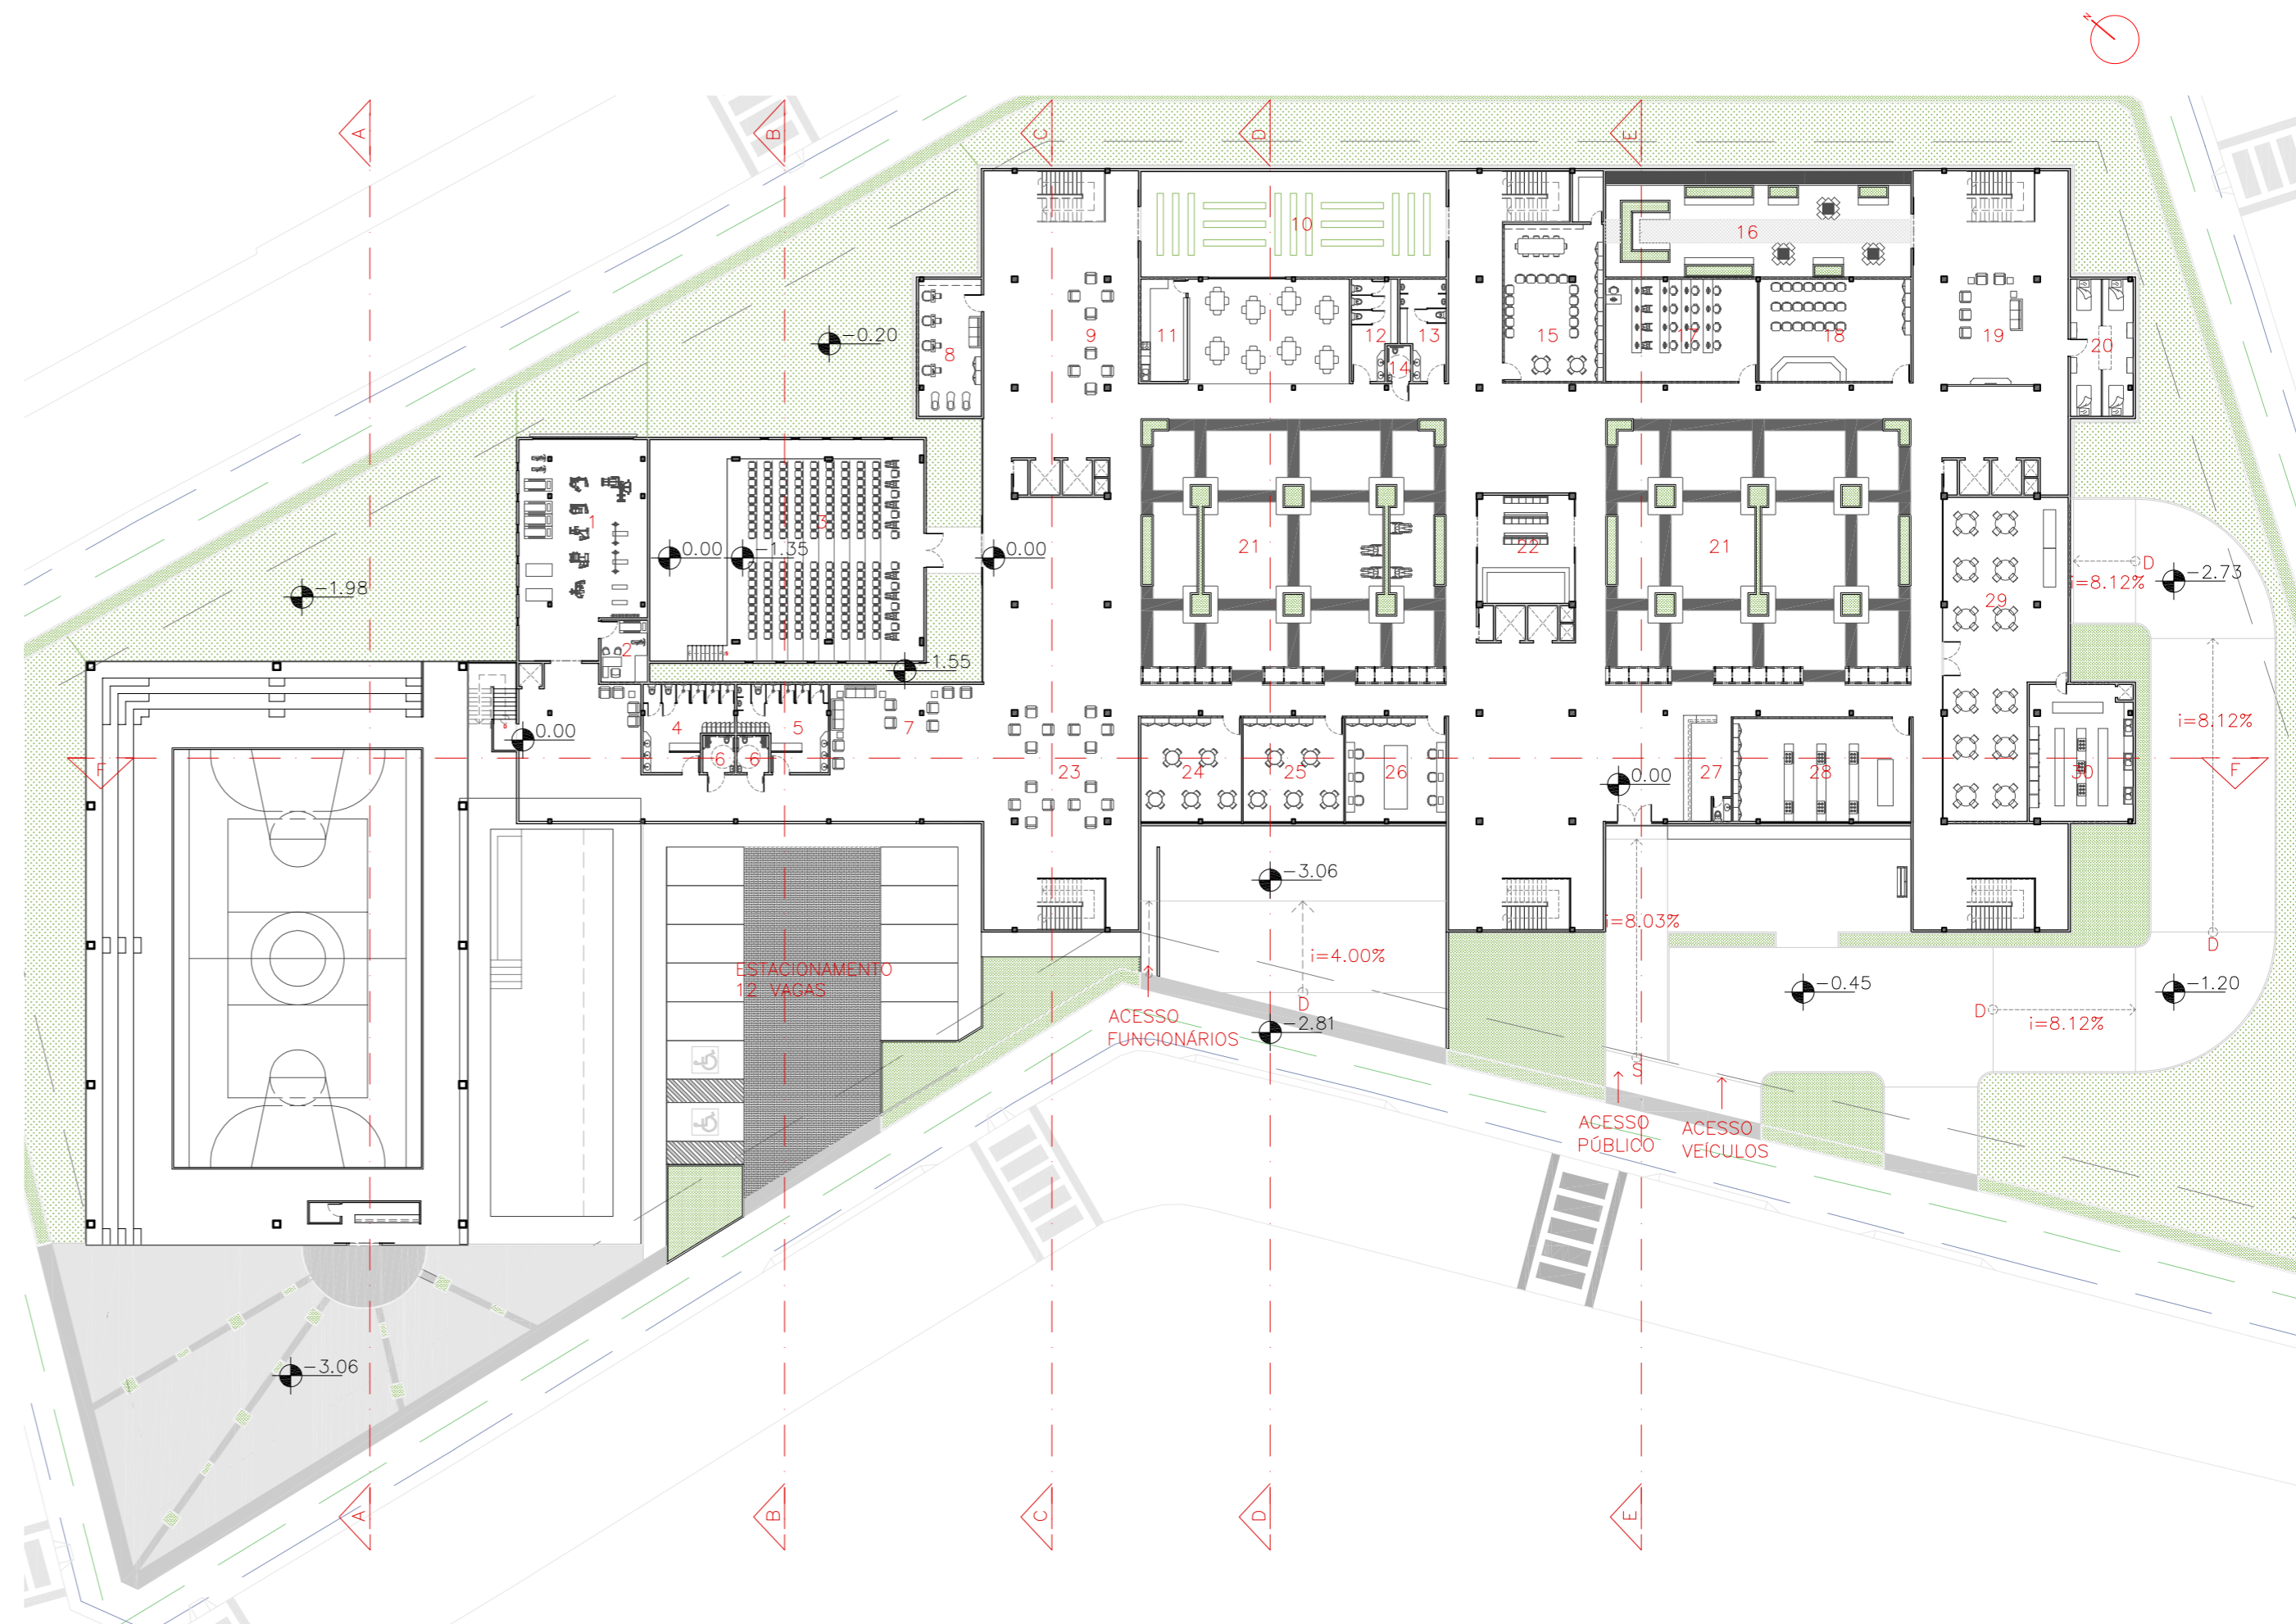 N
A
B
C
D
E
10
16
-0.20
8
9
11
12
13
14
15
17
18
19
20
1
3
0.00
-1.35
0.00
21
22
21
D
i=8.12%
-2.73
-1.98
29
2
-1.55
4
5
7
0.00
i=8.12%
F
6
6
23
24
25
26
0.00
27
28
30
F
-3.06
i=8.03%
D
i=4.00%
ESTACIONAMENTO
12 VAGAS
-0.45
-1.20
D
ACESSO
FUNCIONÁRIOS
D
-2.81
i=8.12%
S
ACESSO
PÚBLICO
ACESSO
VEÍCULOS
-3.06
A
B
C
D
E